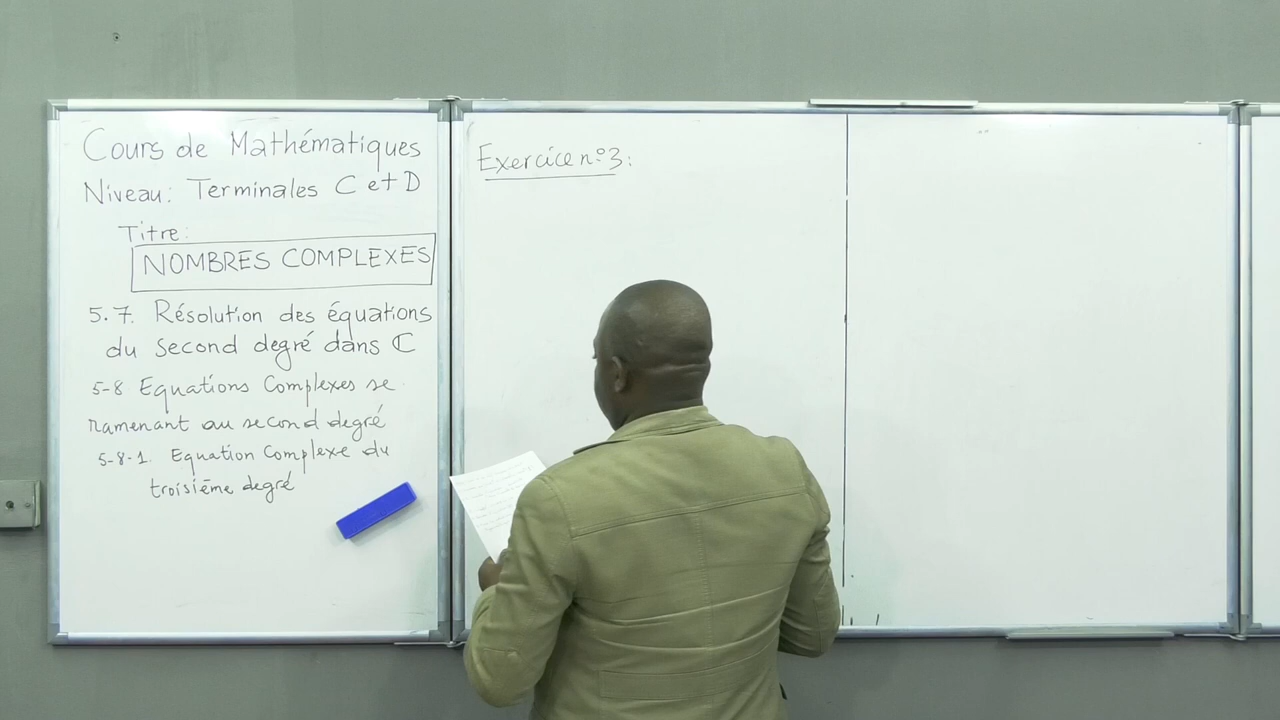 Cours de Mathématiques
Niveau: Terminales C et D
Titre:
NOMBRES COMPLEXES
5.7. Résolution des équations
du second degré dans ℂ
5-8 Equations Complexes se
ramenant au second degré
5-8-1. Equation Complexe du
troisième degré
Exercice n°3: